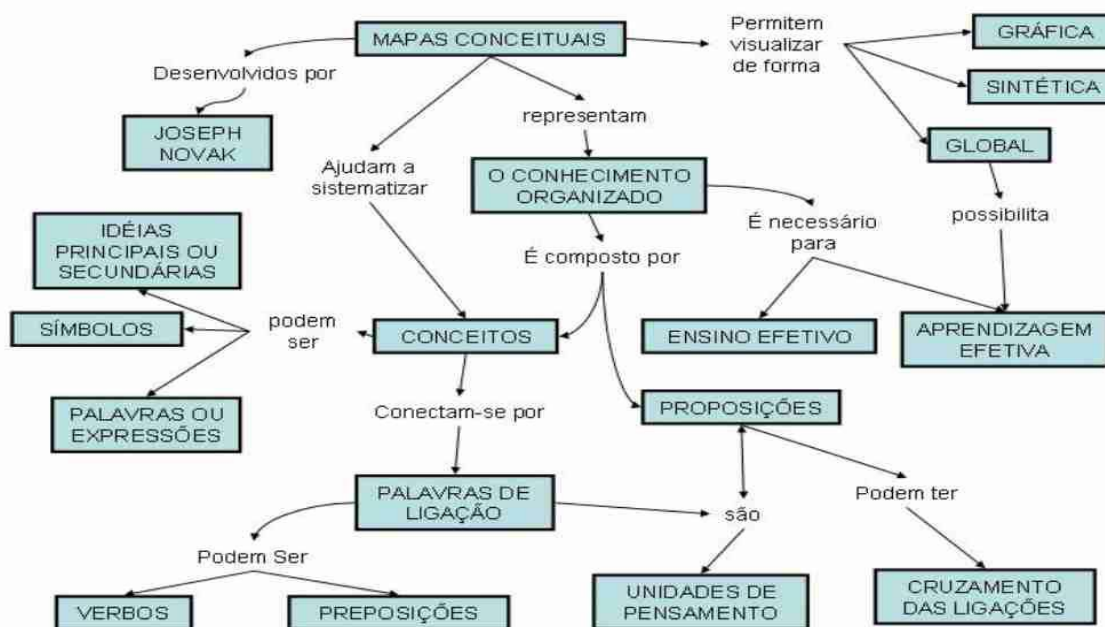 MAPAS CONCEITUAIS
Permitem
visualizar
de forma
GRÁFICA
SINTÉTICA
GLOBAL
Desenvolvidos por
JOSEPH
NOVAK
representam
Ajudam a
sistematizar
O CONHECIMENTO
ORGANIZADO
possibilita
É necessário
para
É composto por
IDÉIAS
PRINCIPAIS OU
SECUNDÁRIAS
SÍMBOLOS
podem
ser
CONCEITOS
ENSINO EFETIVO
APRENDIZAGEM
EFETIVA
PALAVRAS OU
EXPRESSÕES
Conectam-se por
PROPOSIÇÕES
PALAVRAS DE
LIGAÇÃO
são
Podem ter
Podem Ser
VERBOS
PREPOSIÇÕES
UNIDADES DE
PENSAMENTO
CRUZAMENTO
DAS LIGAÇÕES